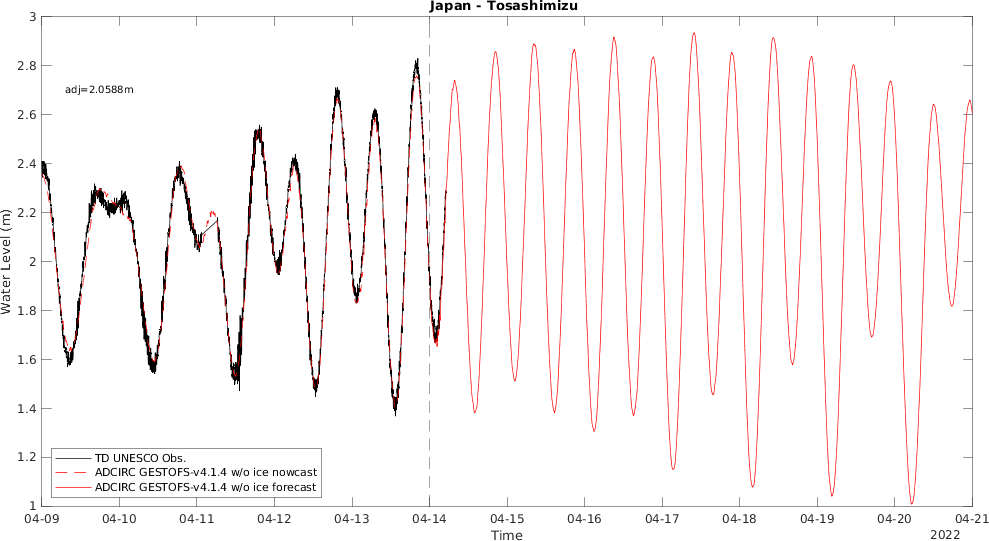 Japan - Tosashimizu
3
2.8
2.6
2.4
2.2
2
1.8
1.6
1.4
1.2
1
Water Level (m)
adj=2.0588m
TD UNESCO Obs.
ADCIRC GESTOFS-v4.1.4 w/o ice nowcast
ADCIRC GESTOFS-v4.1.4 w/o ice forecast
04-09 04-10 04-11 04-12 04-13 04-14 04-15 04-16 04-17 04-18 04-19 04-20 04-21
Time
2022